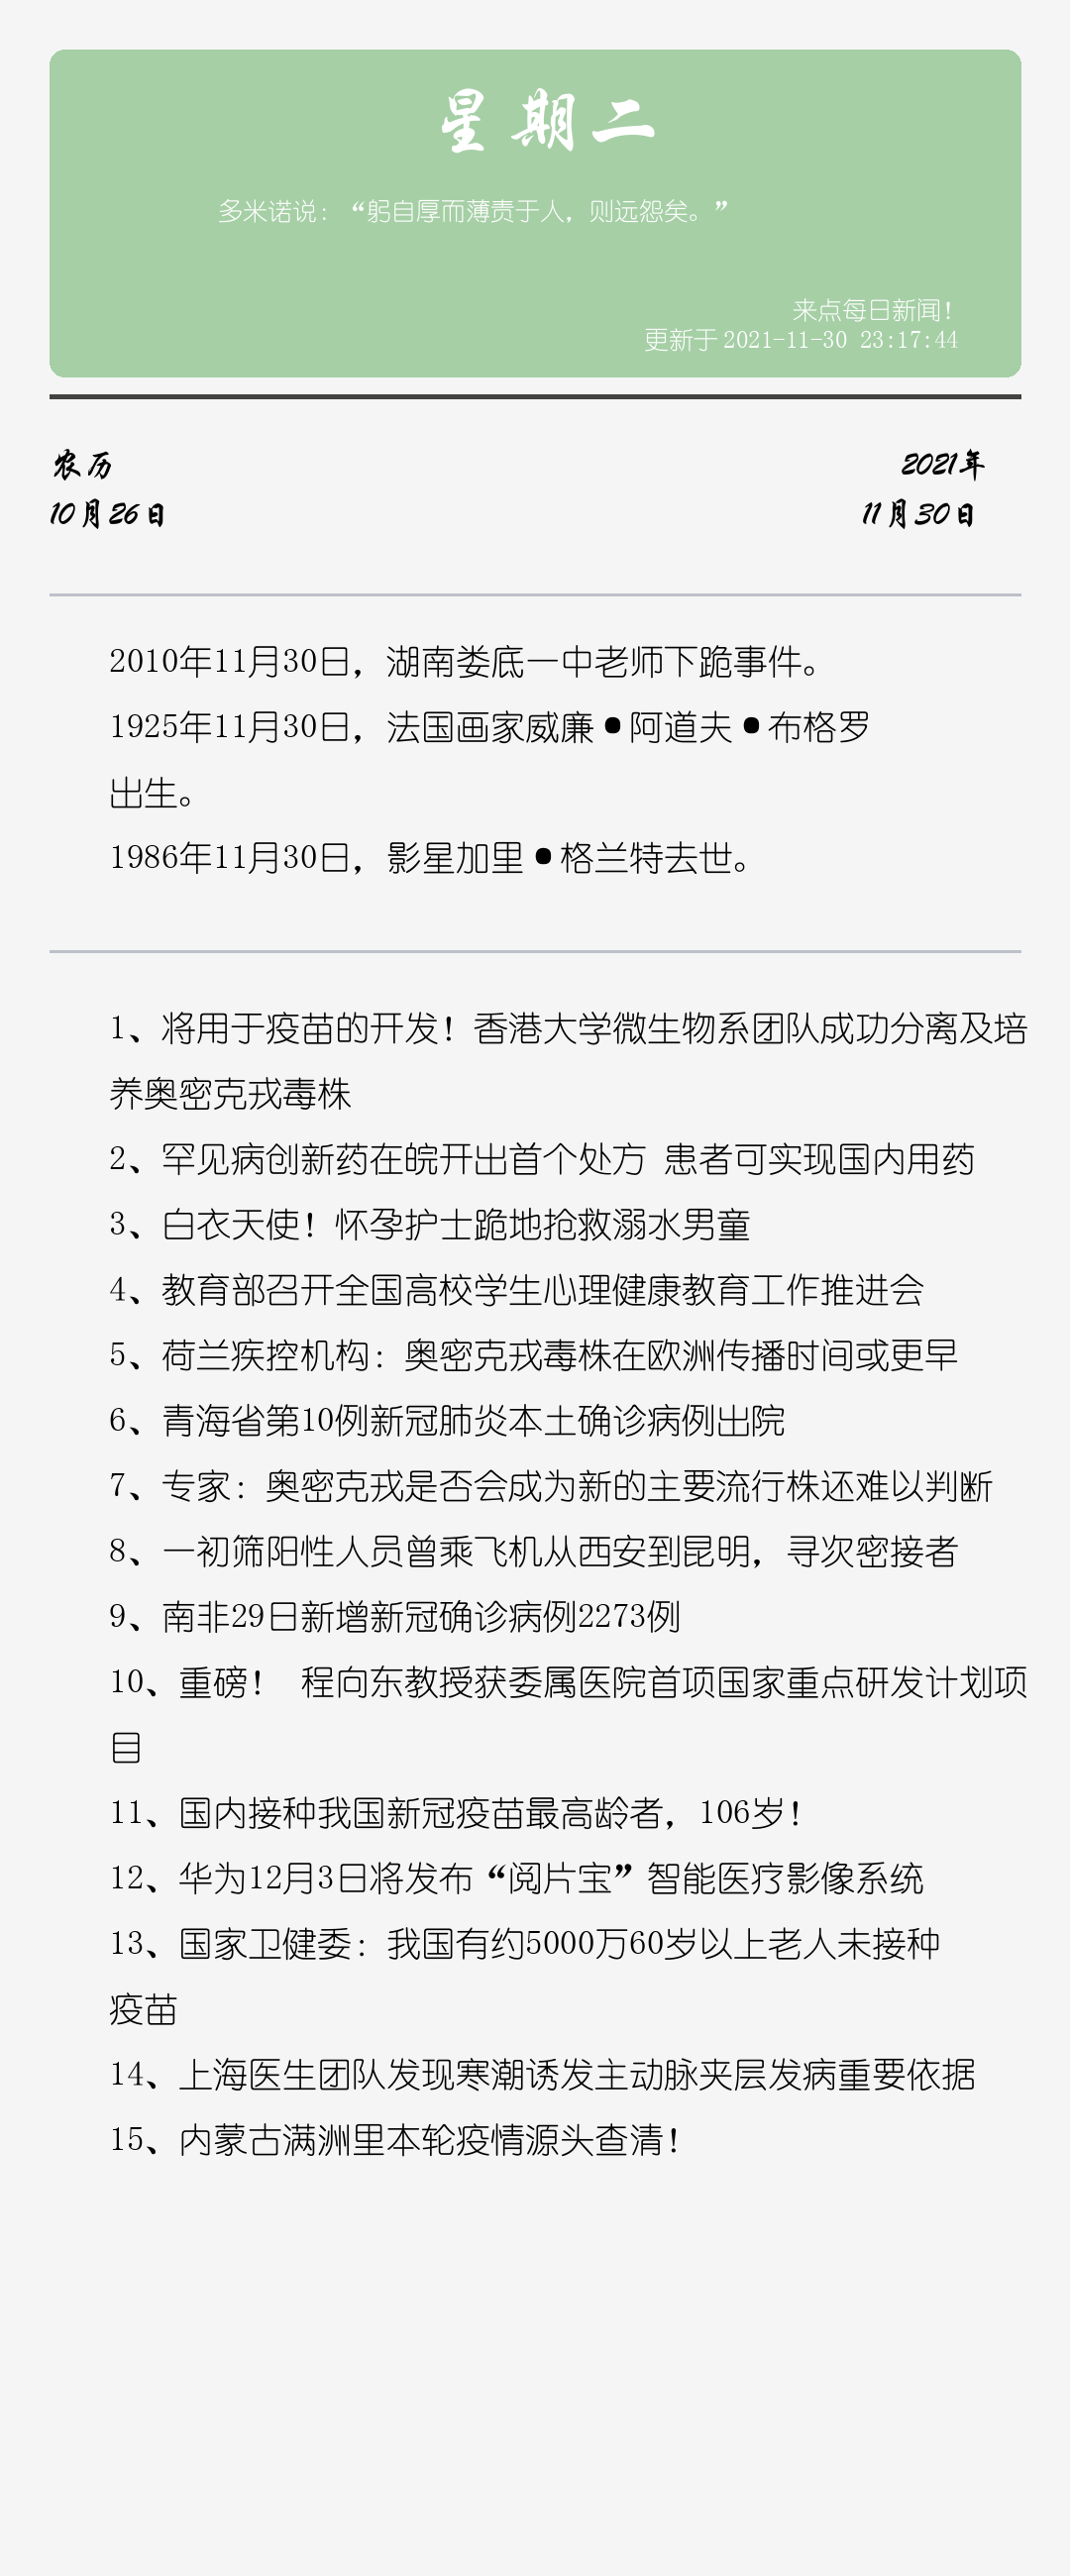 星期二
多米诺说：“躬自厚而薄责于人，则远怨矣。”
来点每日新闻！
更新于 2021-11-30 23:17:44
农历
10月26日
2021年
11月30日
2010年11月30日，湖南娄底一中老师下跪事件。
1925年11月30日，法国画家威廉•阿道夫•布格罗
出生。
1986年11月30日，影星加里•格兰特去世。
1、将用于疫苗的开发！香港大学微生物系团队成功分离及培
养奥密克戎毒株
2、罕见病创新药在皖开出首个处方 患者可实现国内用药
3、白衣天使！怀孕护士跪地抢救溺水男童
4、教育部召开全国高校学生心理健康教育工作推进会
5、荷兰疾控机构：奥密克戎毒株在欧洲传播时间或更早
6、青海省第10例新冠肺炎本土确诊病例出院
7、专家：奥密克戎是否会成为新的主要流行株还难以判断
8、一初筛阳性人员曾乘飞机从西安到昆明，寻次密接者
9、南非29日新增新冠确诊病例2273例
10、重磅！ 程向东教授获委属医院首项国家重点研发计划项
目
11、国内接种我国新冠疫苗最高龄者，106岁！
12、华为12月3日将发布“阅片宝”智能医疗影像系统
13、国家卫健委：我国有约5000万60岁以上老人未接种
疫苗
14、上海医生团队发现寒潮诱发主动脉夹层发病重要依据
15、内蒙古满洲里本轮疫情源头查清！